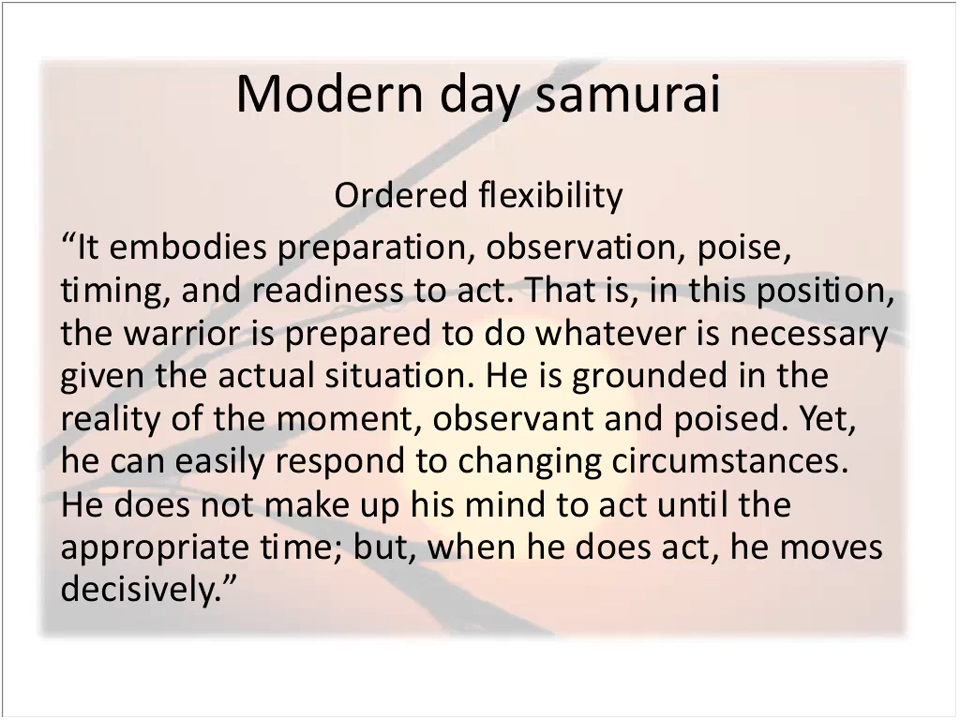 Modern day samurai
Ordered flexibility
“It embodies preparation, observation, poise,
timing, and readiness to act. That is, in this position,
the warrior is prepared to do whatever is necessary
given the actual situation. He is grounded in the
reality of the moment, observant and poised. Yet,
he can easily respond to changing circumstances.
He does not make up his mind to act until the
appropriate time; but, when he does act, he moves
decisively.”